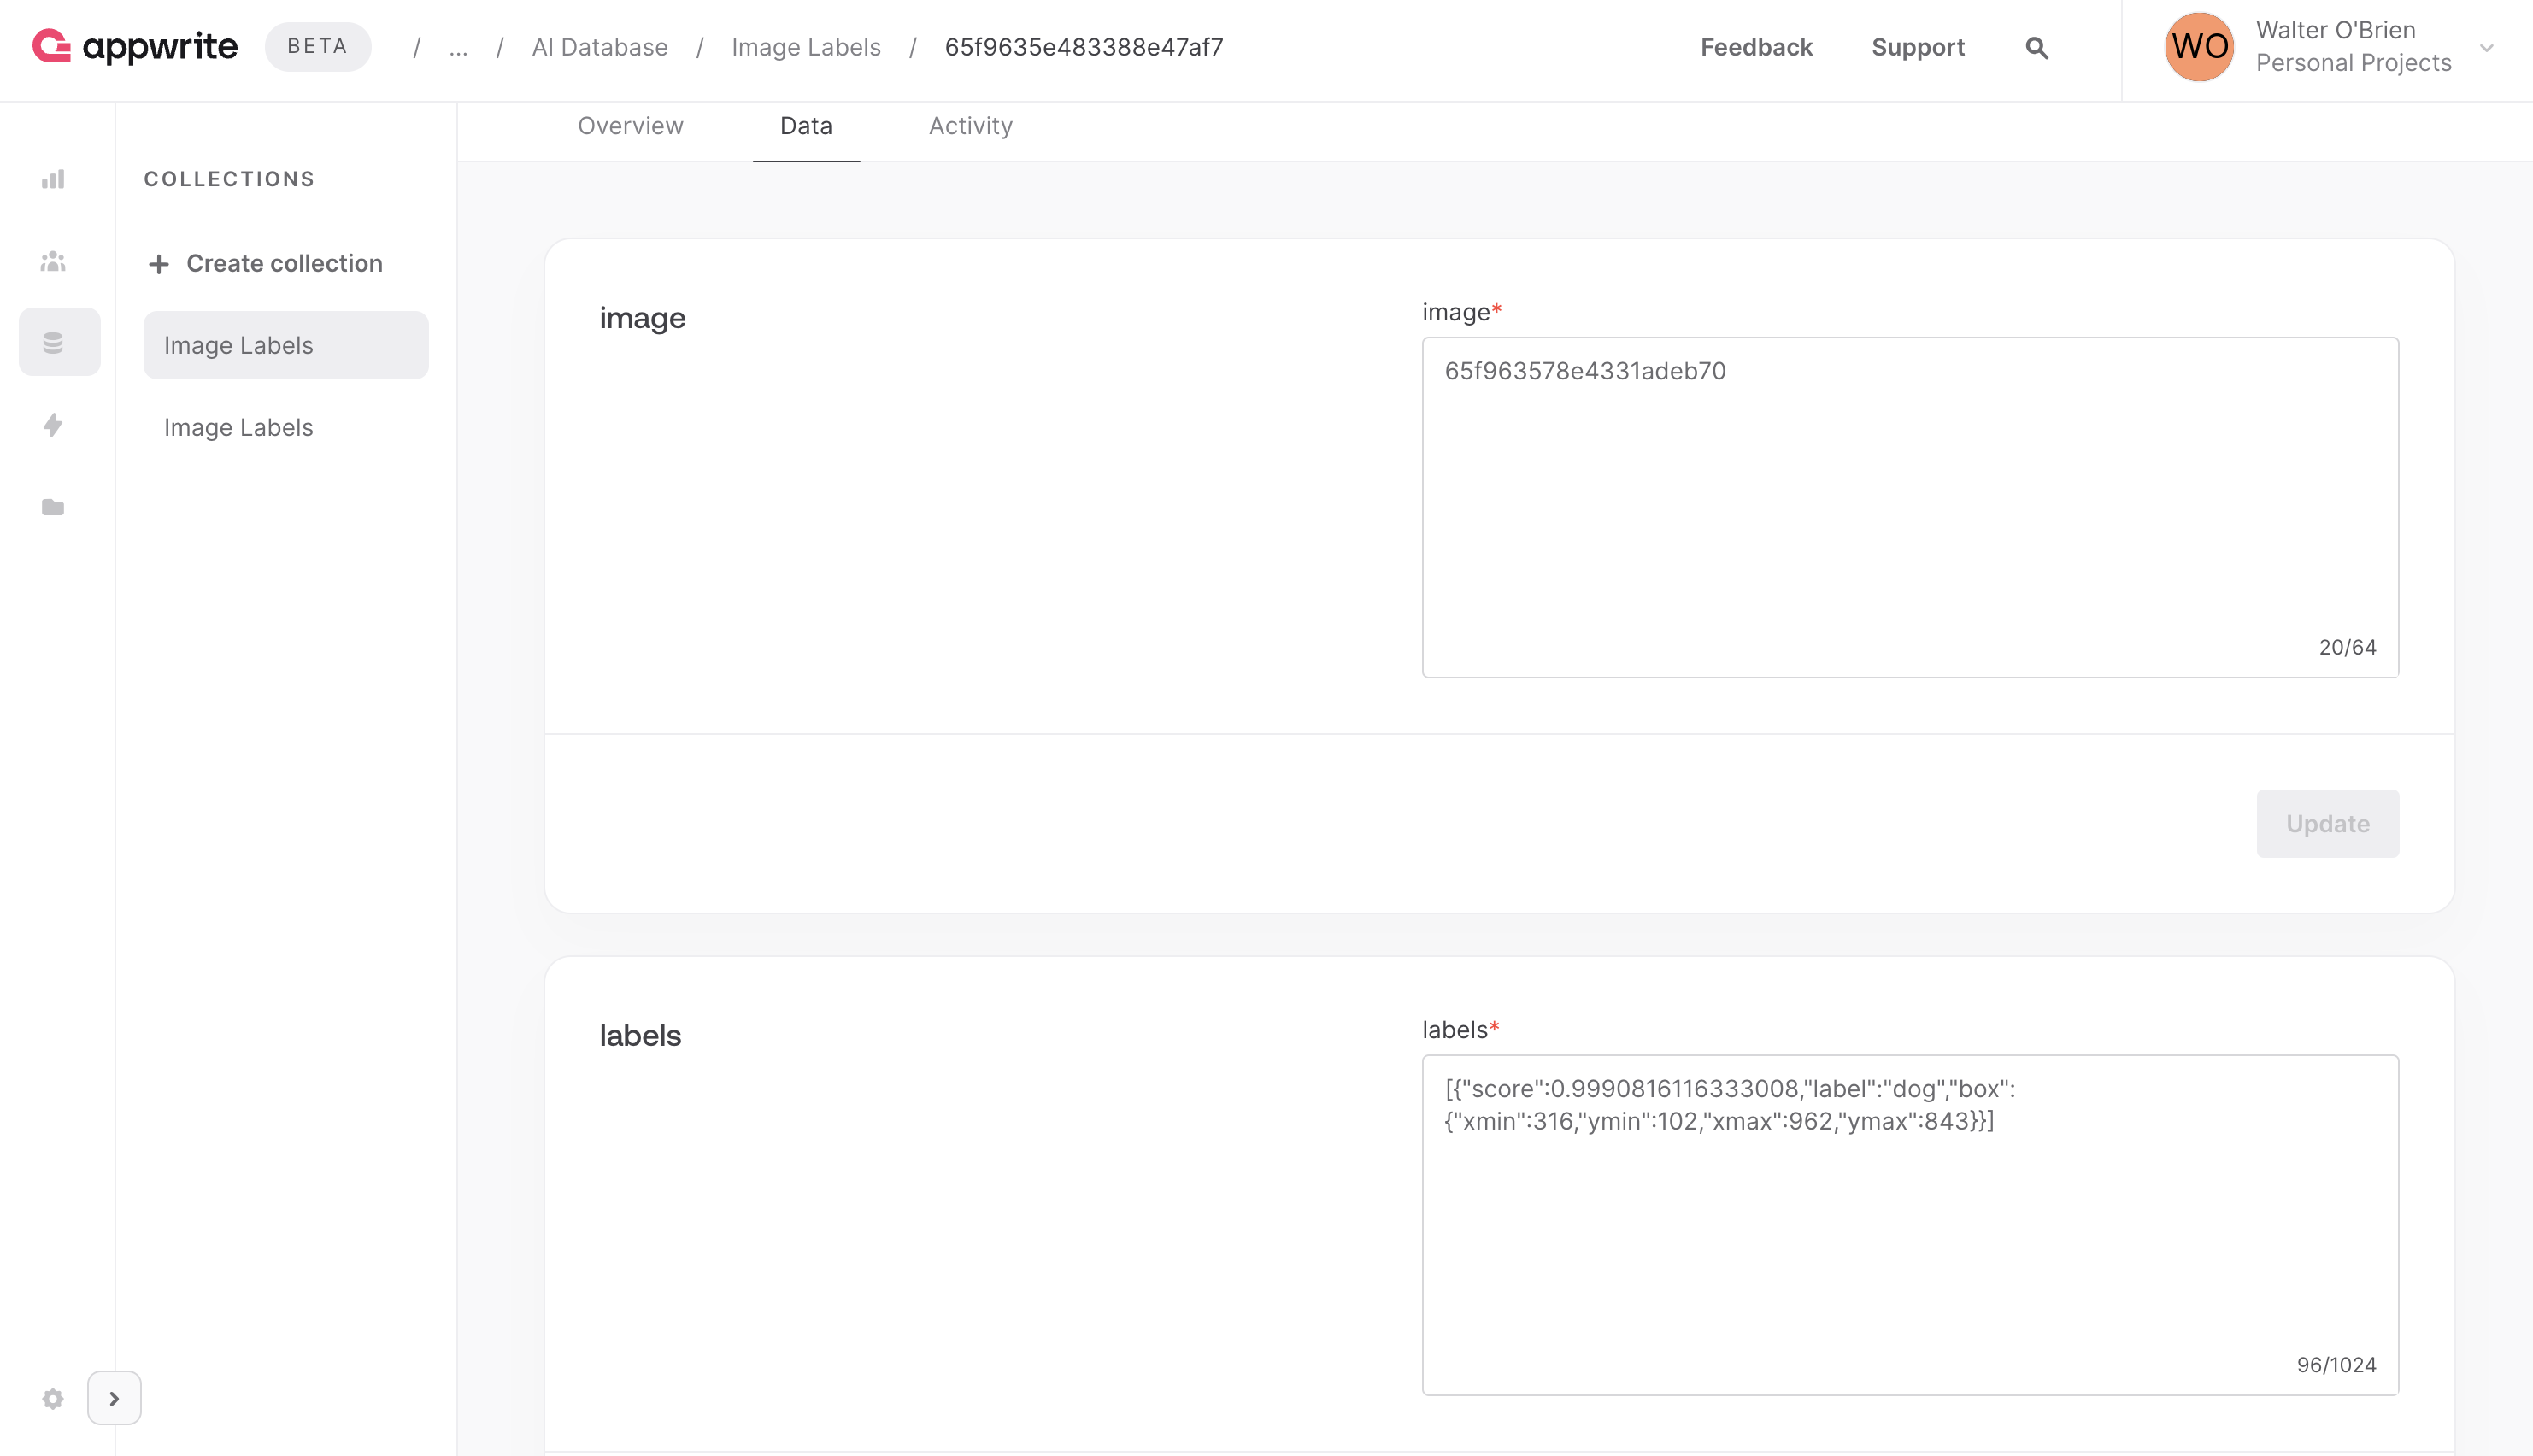 appwrite BETA / ... / AI Database / Image Labels / 65f9635e483388e47af7 Feedback Support WO Walter O'Brien
Personal Projects
Overview Data Activity
COLLECTIONS
Create collection
Image Labels
Image Labels
image
image*
65f963578e4331adeb70
20/64
Update
labels
labels*
[{"score":0.9990816116333008,"label":"dog","box":
{"xmin":316,"ymin":102,"xmax":962,"ymax":843}}]
96/1024